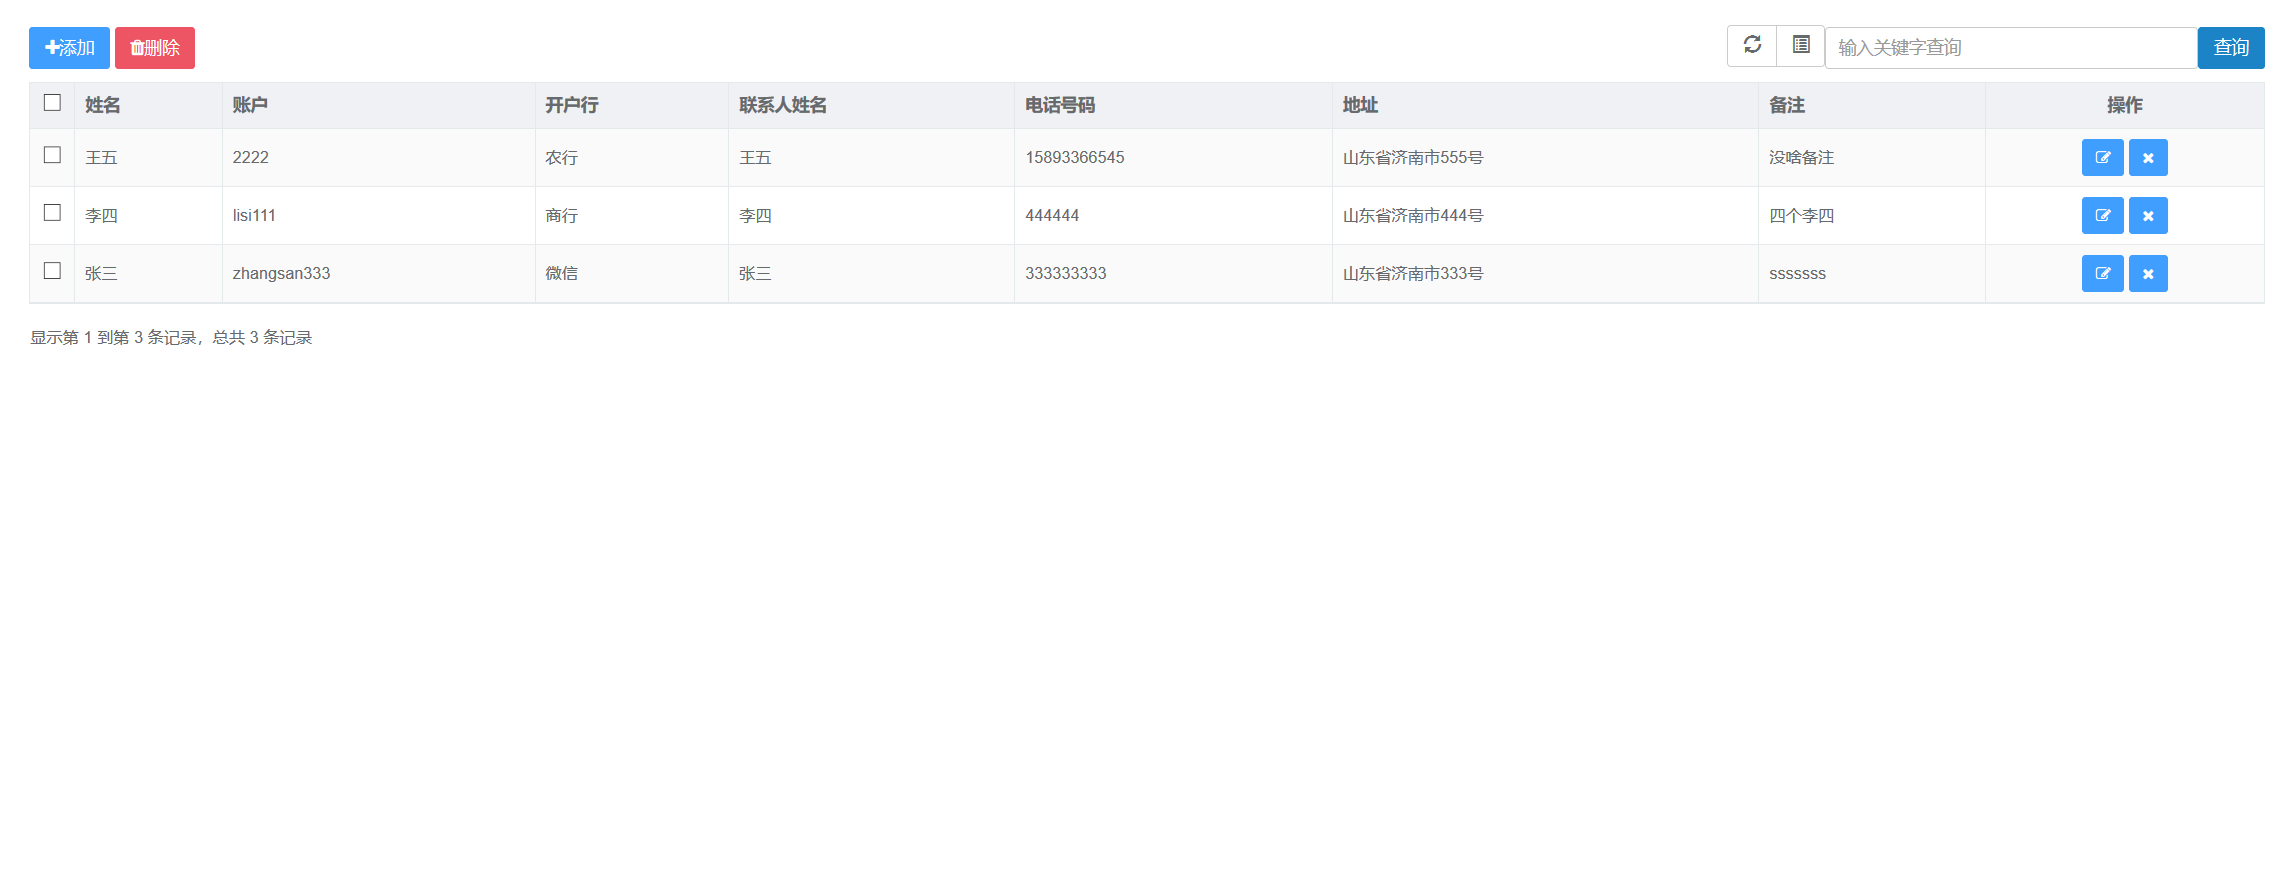 添加 删除 输入关键字查询 查询
姓名 账户 开户行 联系人姓名 电话号码 地址 备注 操作
王五 2222 农行 王五 15893366545 山东省济南市555号 没啥备注
李四 lisi111 商行 李四 444444 山东省济南市444号 四个李四
张三 zhangsan333 微信 张三 333333333 山东省济南市333号 sssssss
显示第 1 到第 3 条记录，总共 3 条记录